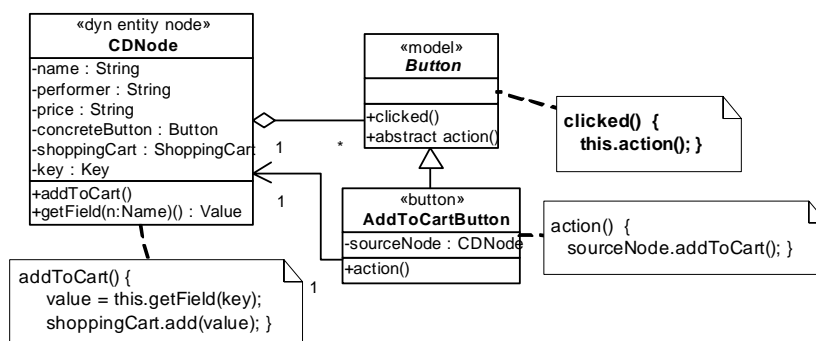 «dyn entity node»
CDNode
-name : String
-performer : String
-price : String
-concreteButton : Button
-shoppingCart : ShoppingCart
-key : Key
+addToCart()
+getField(n:Name)() : Value
«model»
Button
+clicked()
+abstract action()
clicked() {
this.action(); }
1
*
1
1
«button»
AddToCartButton
-sourceNode : CDNode
+action()
action() {
sourceNode.addToCart(); }
addToCart() {
value = this.getField(key);
shoppingCart.add(value); }